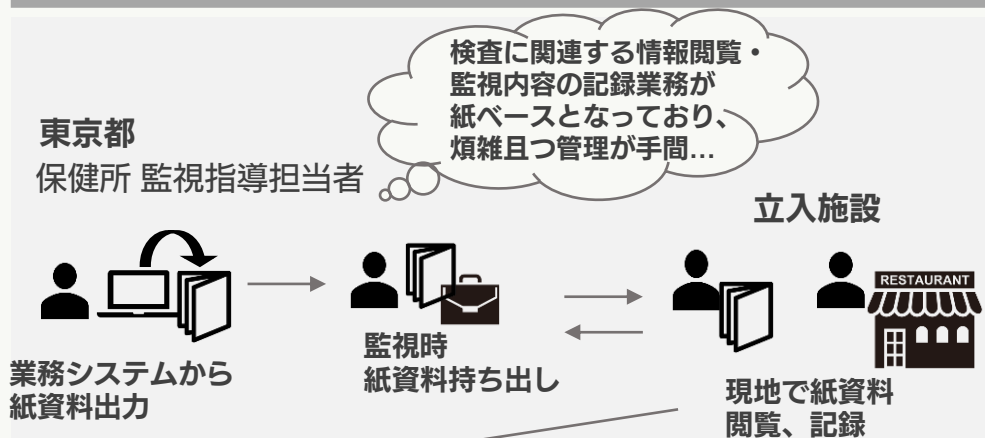 検査に関連する情報閲覧・
監視内容の記録業務が
紙ベースとなっており、
煩雑且つ管理が手間…
東京都
保健所 監視指導担当者
立入施設
RESTAURANT
業務システムから
紙資料出力
監視時
紙資料持ち出し
現地で紙資料
閲覧、記録